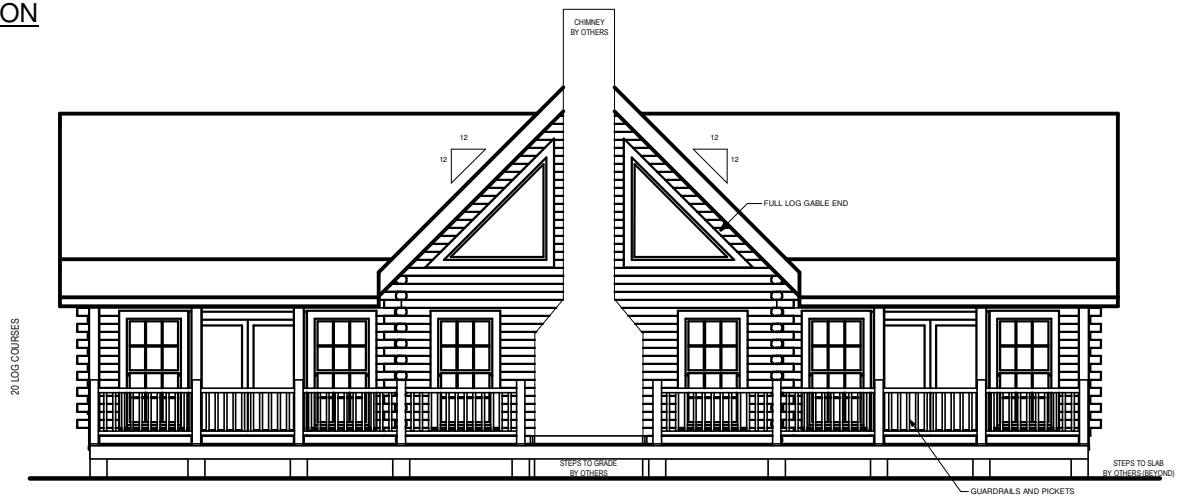 ON
CHIMNEY
BY OTHERS
12
12
12
12
FULL LOG GABLE END
20 LOG COURSES
STEPS TO GRADE
BY OTHERS
STEPS TO SLAB
BY OTHERS (BEYOND)
GUARDRAILS AND PICKETS